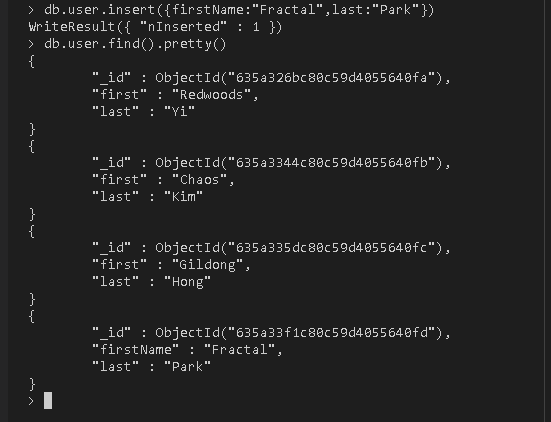 > db.user.insert({firstName:"Fractal",last:"Park"})
WriteResult({ "nInserted" : 1 })
> db.user.find().pretty()
{
        "_id" : ObjectId("635a326bc80c59d4055640fa"),
        "first" : "Redwoods",
        "last" : "Yi"
}
{
        "_id" : ObjectId("635a3344c80c59d4055640fb"),
        "first" : "Chaos",
        "last" : "Kim"
}
{
        "_id" : ObjectId("635a335dc80c59d4055640fc"),
        "first" : "Gildong",
        "last" : "Hong"
}
{
        "_id" : ObjectId("635a33f1c80c59d4055640fd"),
        "firstName" : "Fractal",
        "last" : "Park"
}
>